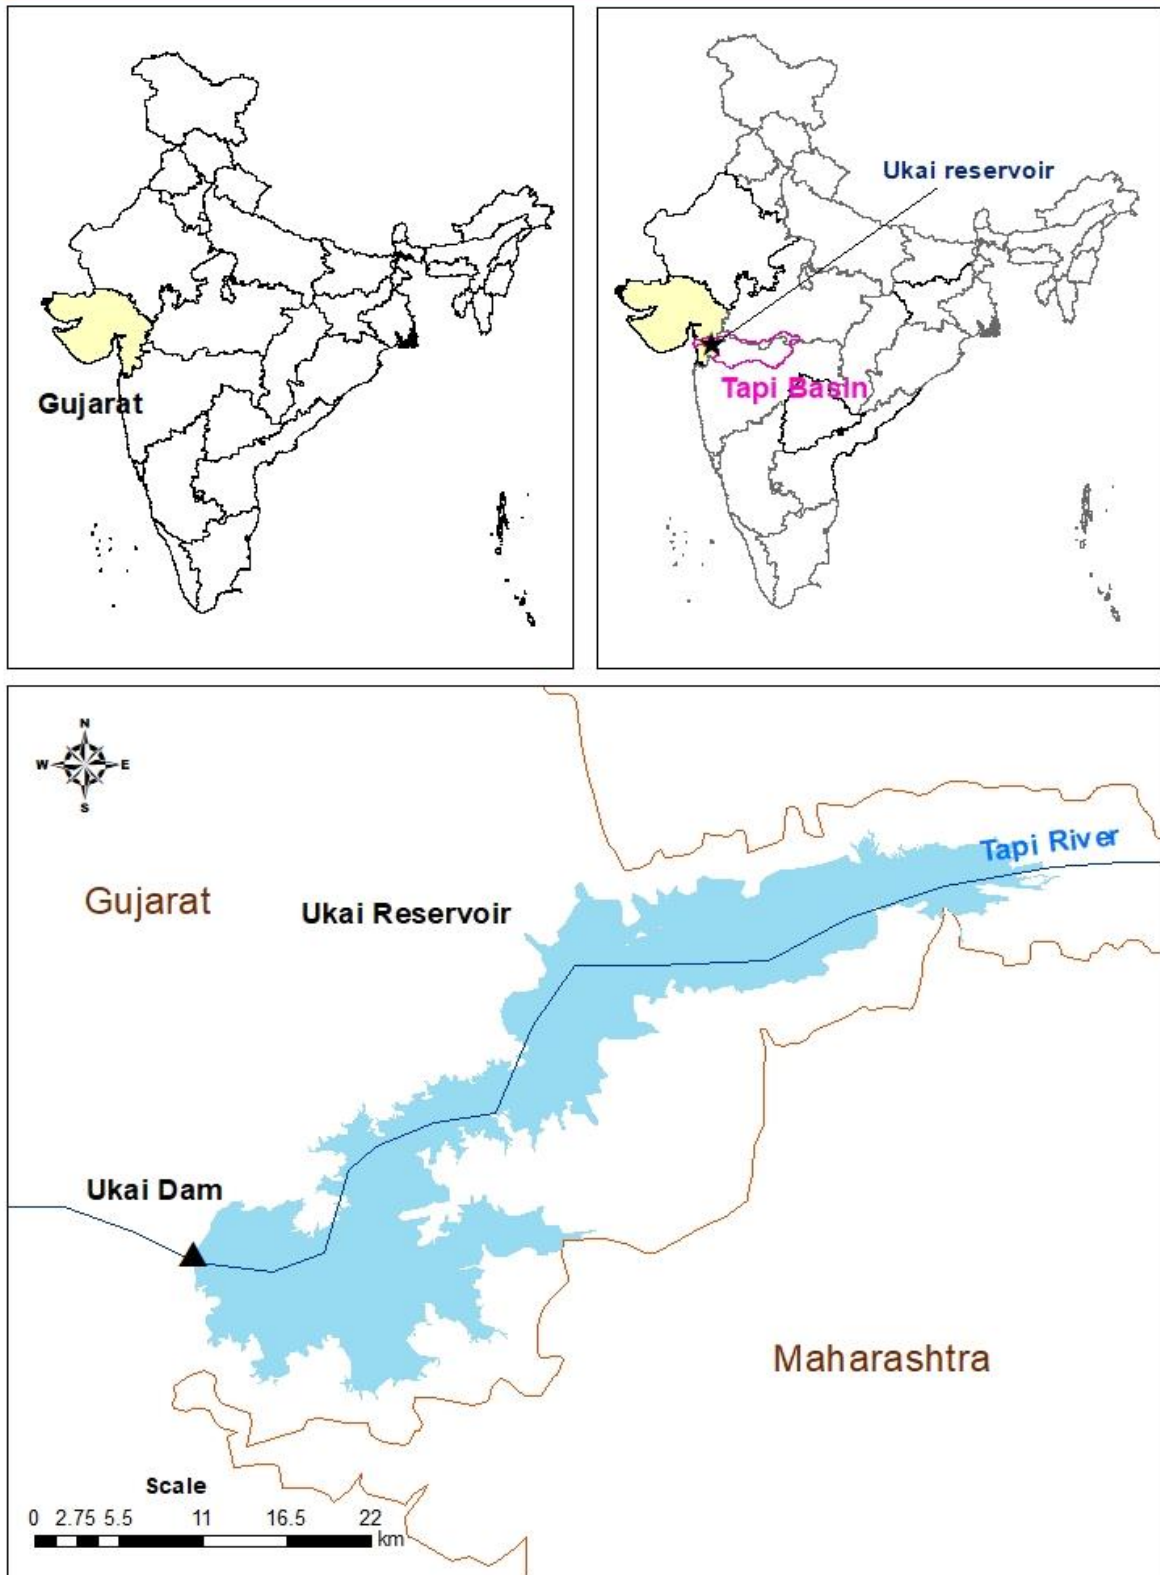 Gujarat
Ukai reservoir
Tapi Basin
N
W E
S
Tapi River
Gujarat
Ukai Reservoir
Ukai Dam
Maharashtra
Scale
0 2.75 5.5 11 16.5 22
km